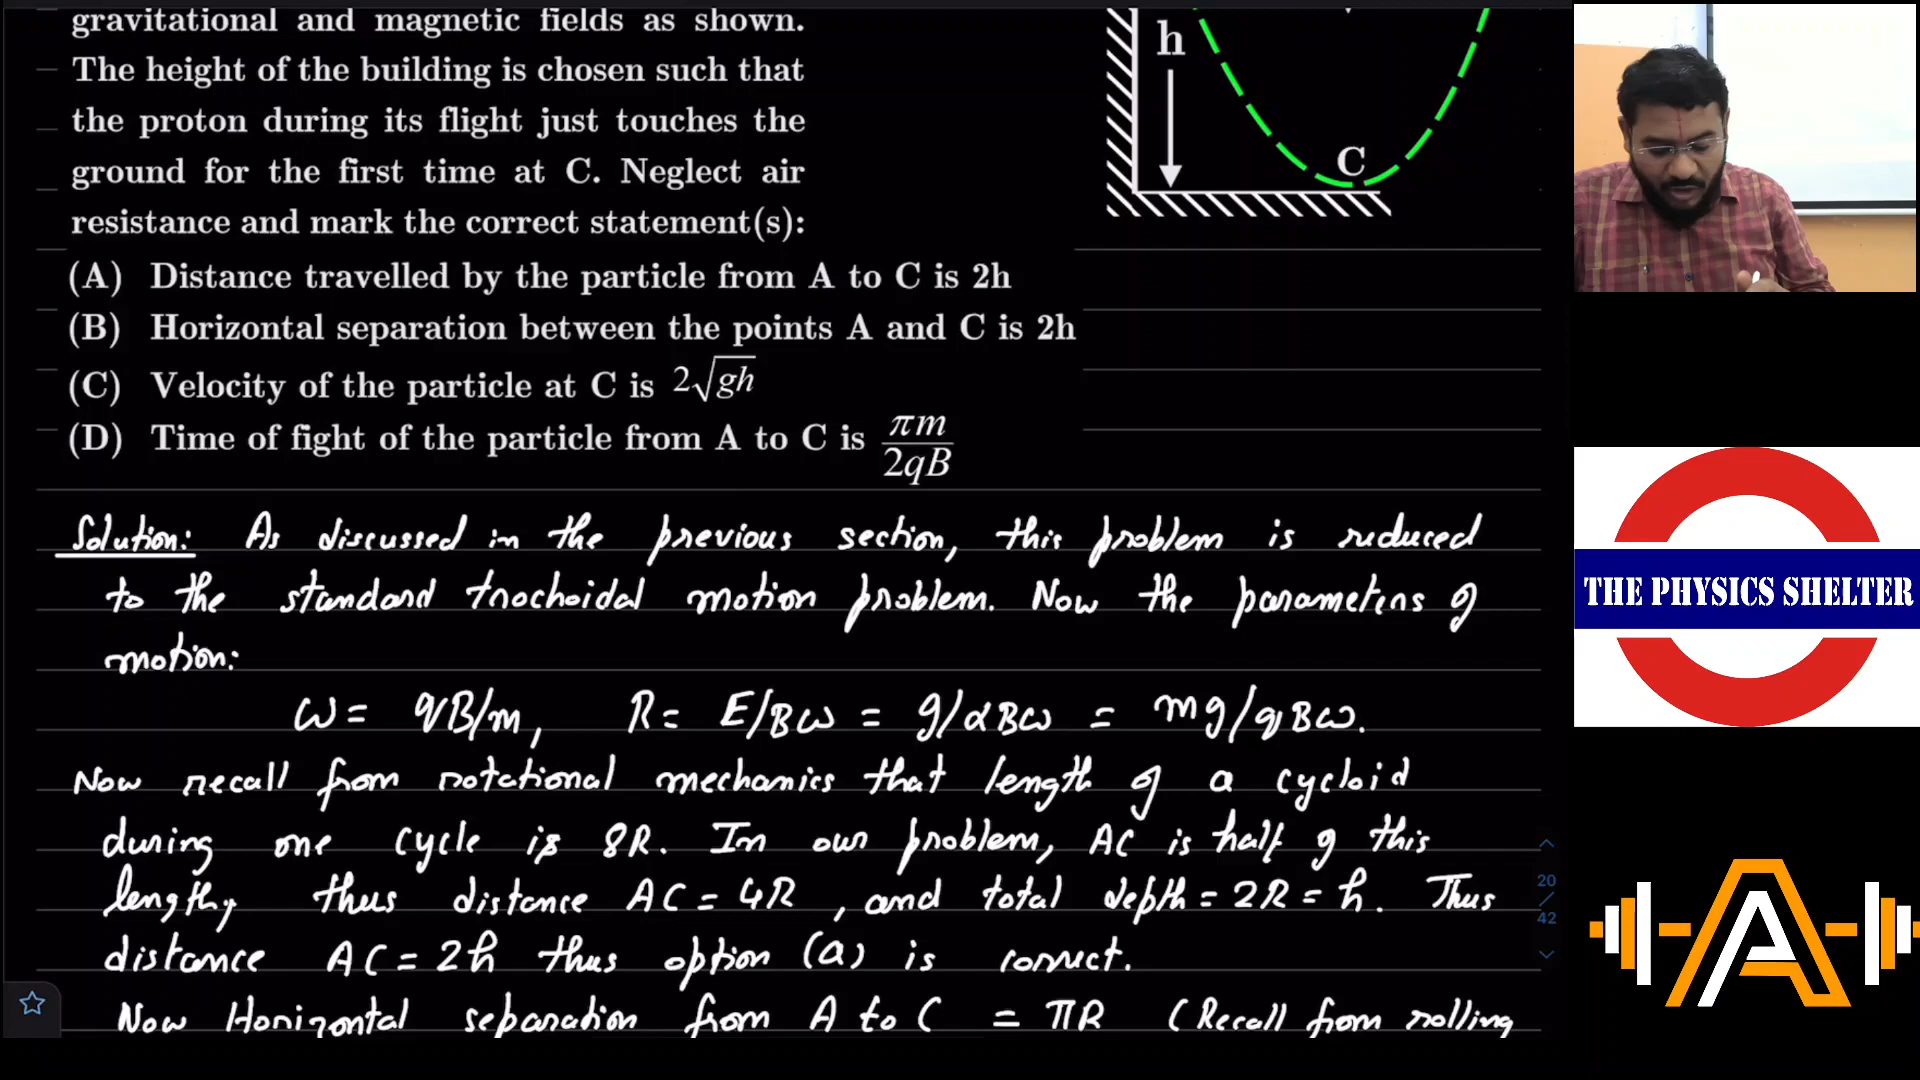 gravitational and magnetic fields as shown.
The height of the building is chosen such that
the proton during its flight just touches the
ground for the first time at C. Neglect air
resistance and mark the correct statement(s):
(A) Distance travelled by the particle from A to C is 2h
(B) Horizontal separation between the points A and C is 2h
(C) Velocity of the particle at C is 2√gh
(D) Time of fight of the particle from A to C is πm/2qB
h
C
Solution: As discussed in the previous section, this problem is reduced
to the standard trochoidal motion problem. Now the parameters of
motion:
ω = qB/m, R = E/Bω = g/αBω = mg/qBω.
Now recall from rotational mechanics that length of a cycloid
during one cycle is 8R. In our problem, AC is half of this
length, thus distance AC = 4R, and total depth = 2R = h. Thus
distance AC = 2h thus option (a) is correct.
Now Horizontal separation from A to C = πR (Recall from rolling
20
/
42
THE PHYSICS SHELTER
A